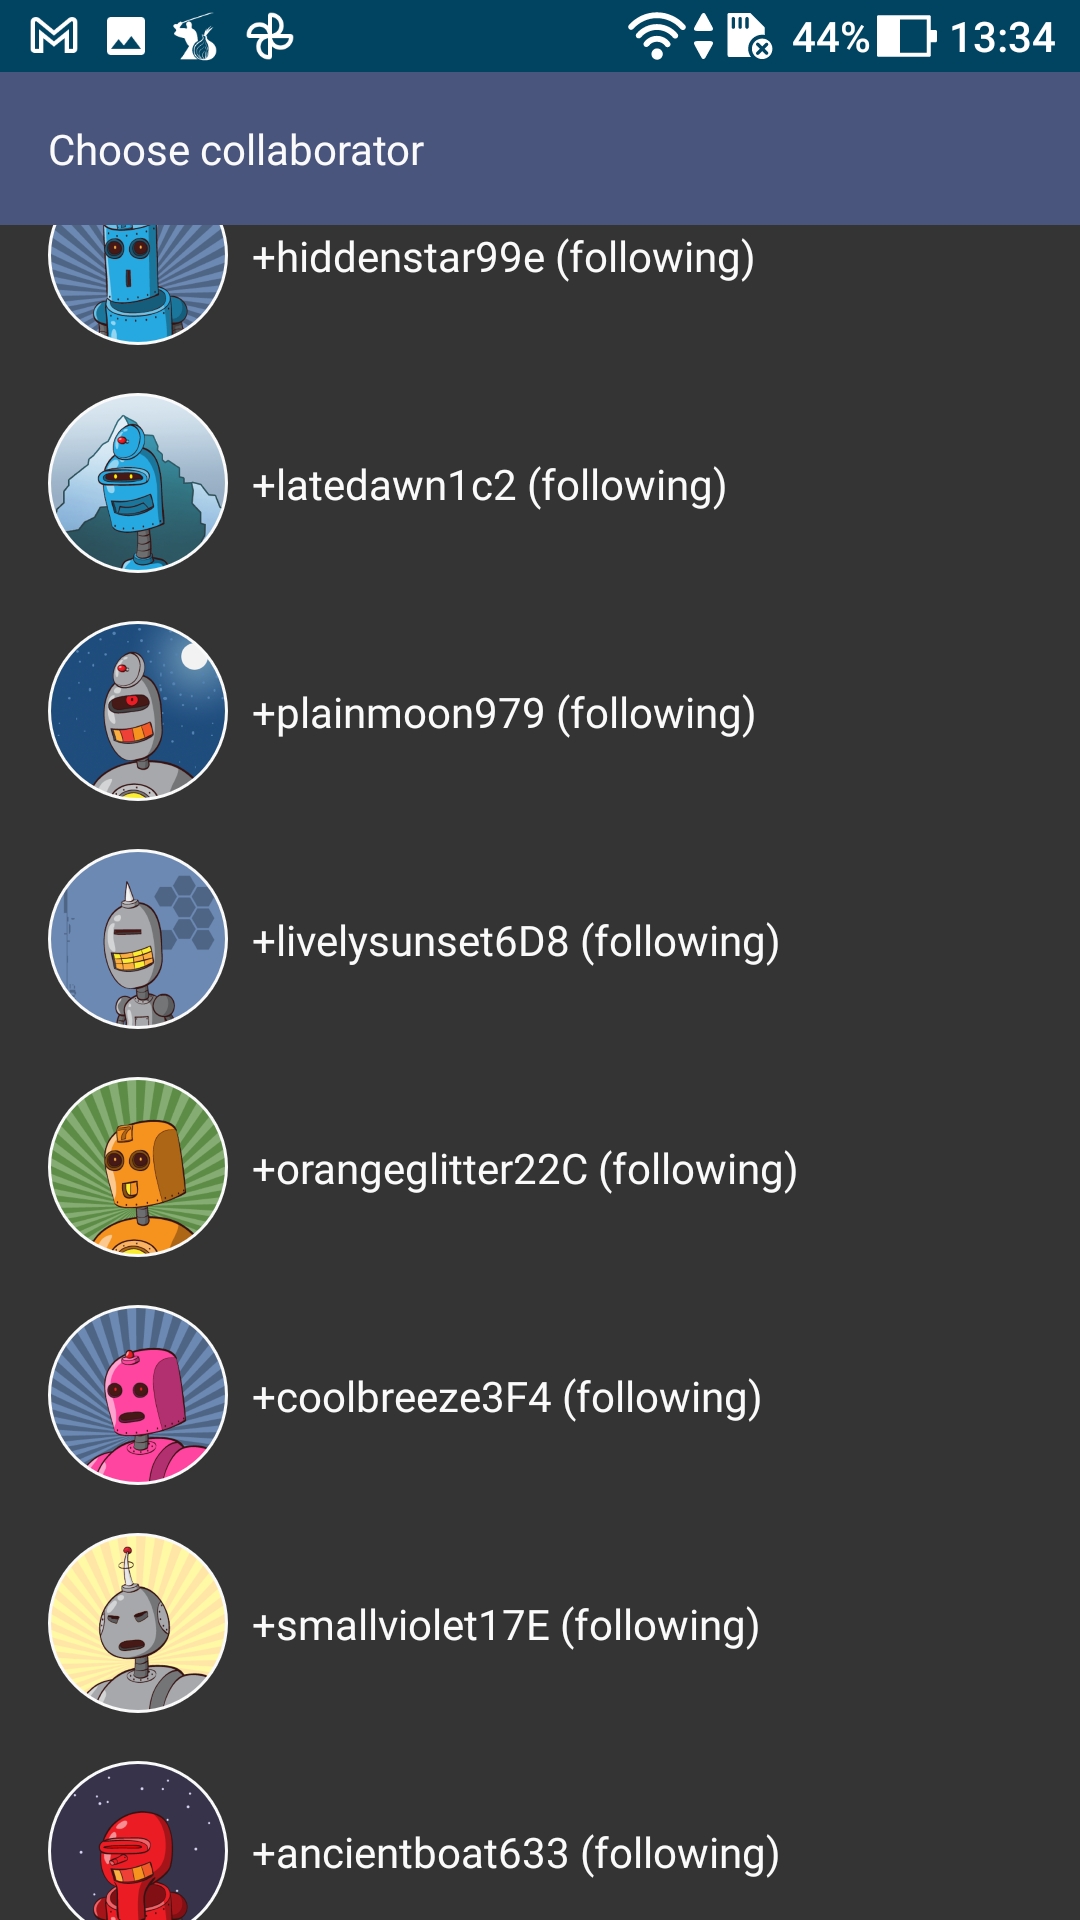 44% 13:34
Choose collaborator
+hiddenstar99e (following)
+latedawn1c2 (following)
+plainmoon979 (following)
+livelysunset6D8 (following)
+orangeglitter22C (following)
+coolbreeze3F4 (following)
+smallviolet17E (following)
+ancientboat633 (following)